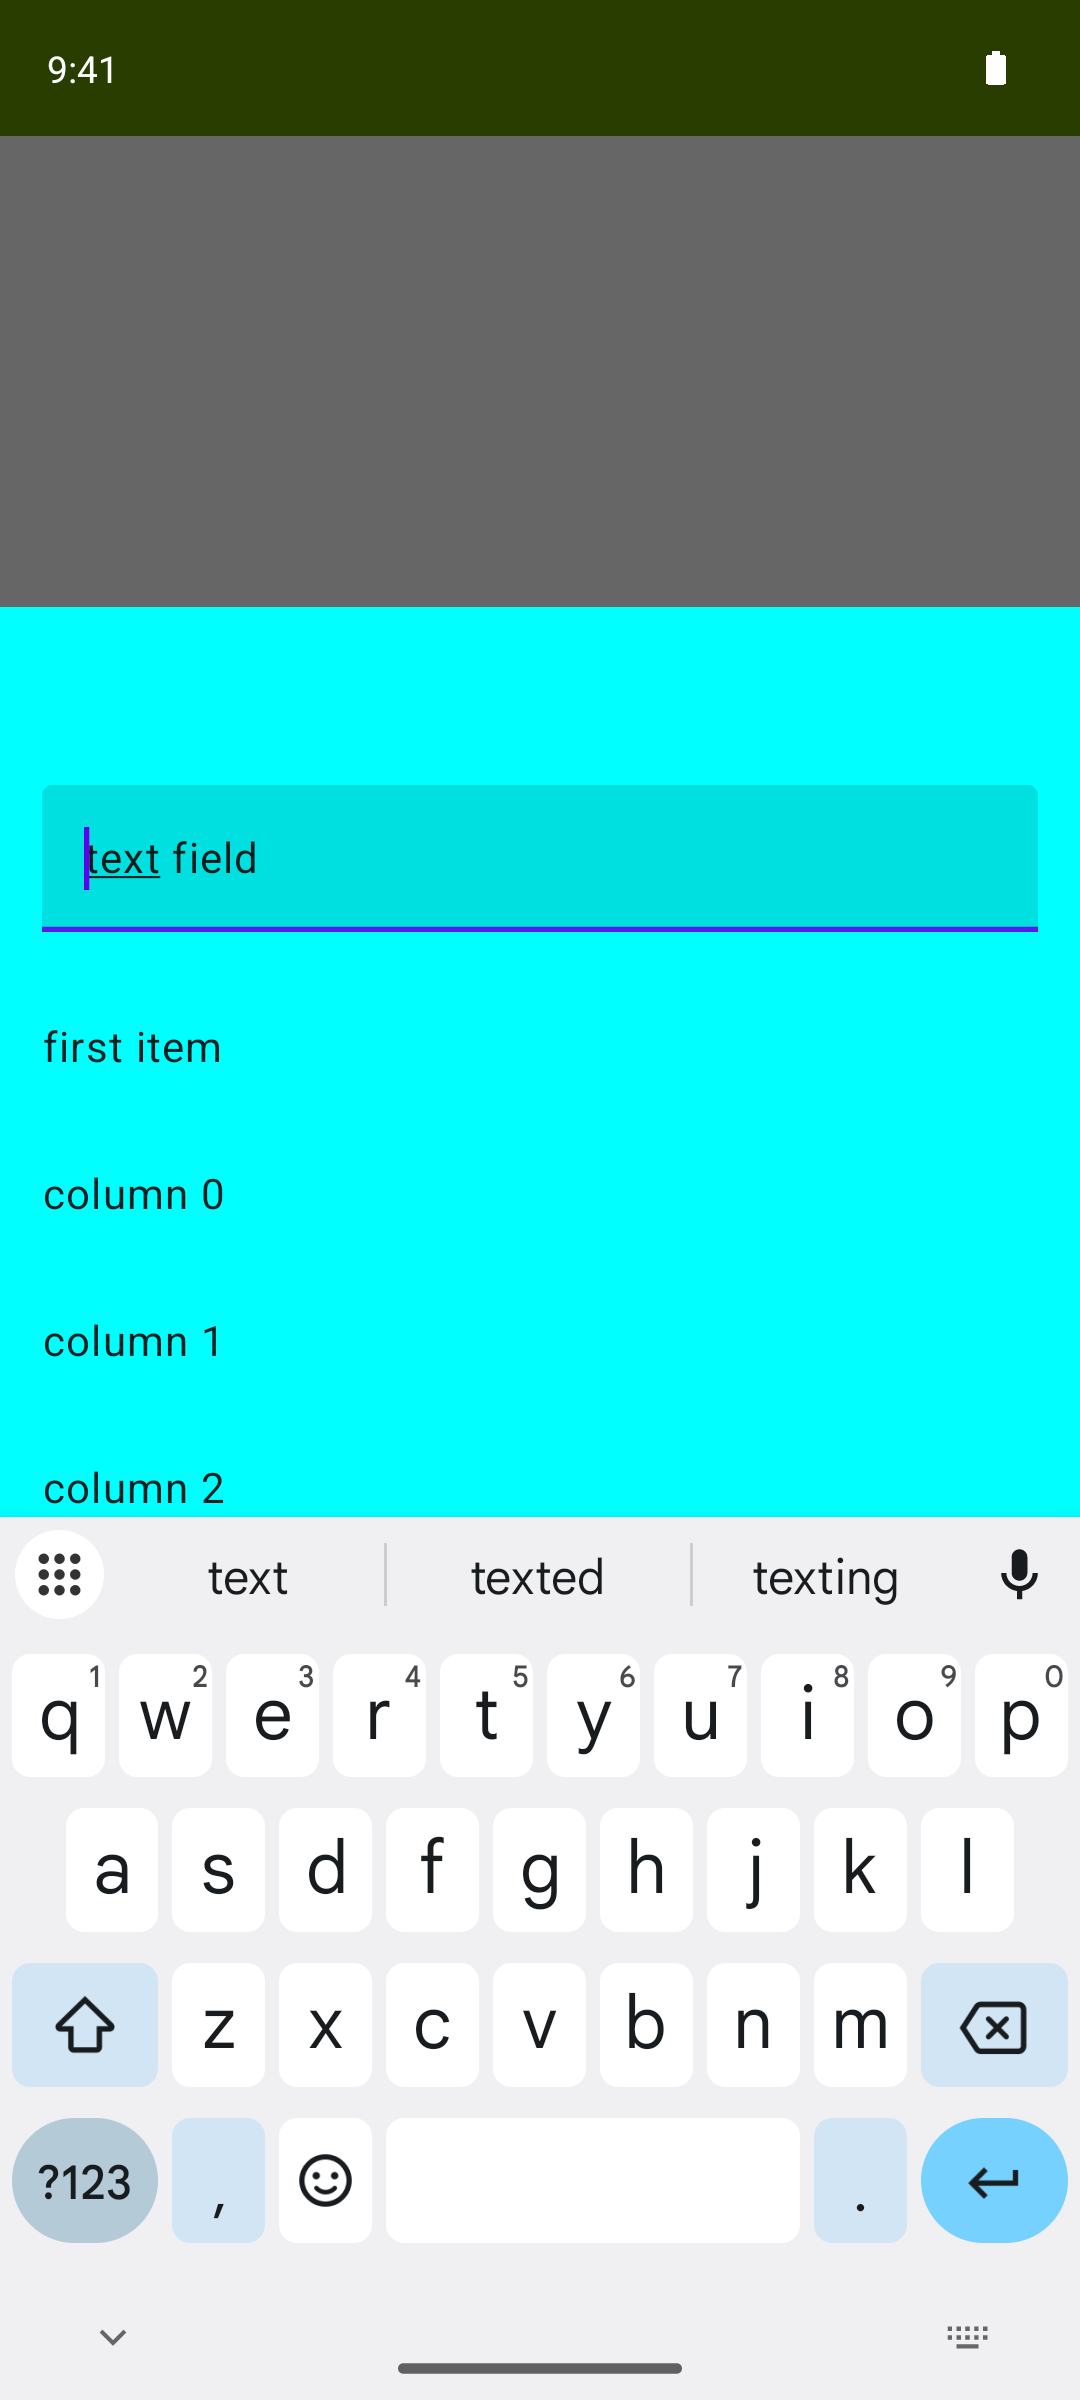 9:41
text field
first item
column 0
column 1
column 2
text texted texting
q1 w2 e3 r4 t5 y6 u7 i8 o9 p0
a s d f g h j k l
z x c v b n m
?123 , .